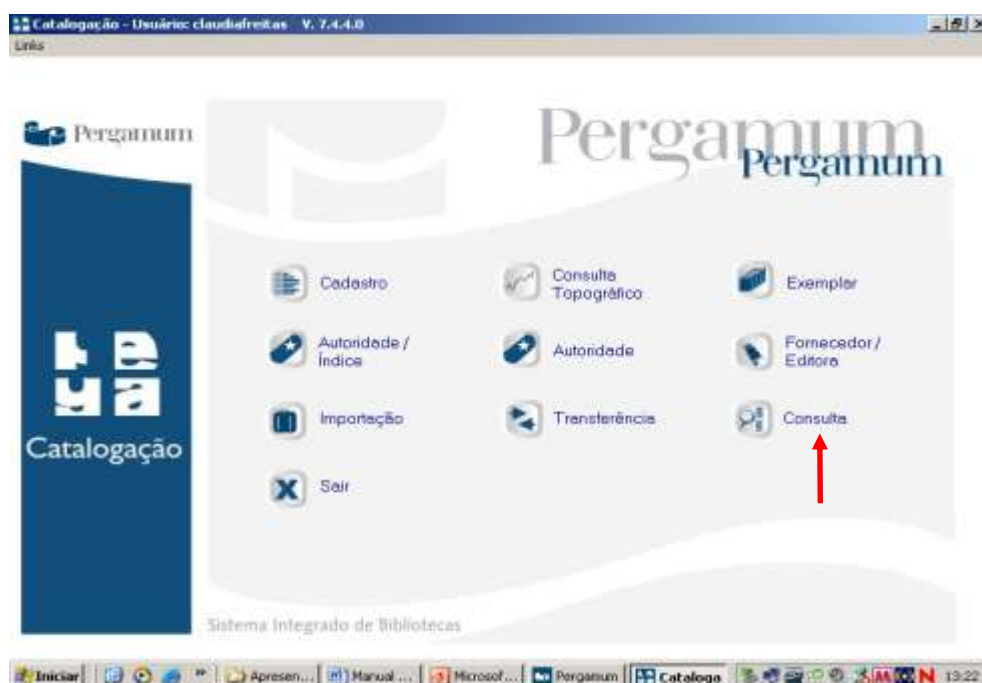 Catalogação - Usuário: claudiafreitas V. 7.4.4.0
Links
Pergamum
Pergamum
Pergamum
Cadastro
Consulta
Topográfico
Exemplar
Autoridade /
Índice
Autoridade
Fornecedor /
Editora
Importação
Transferência
Consulta
Sair
Catalogação
Sistema Integrado de Bibliotecas
Iniciar
Apresen...
Manual ...
Microsof...
Pergamum
Cataloga
13:22